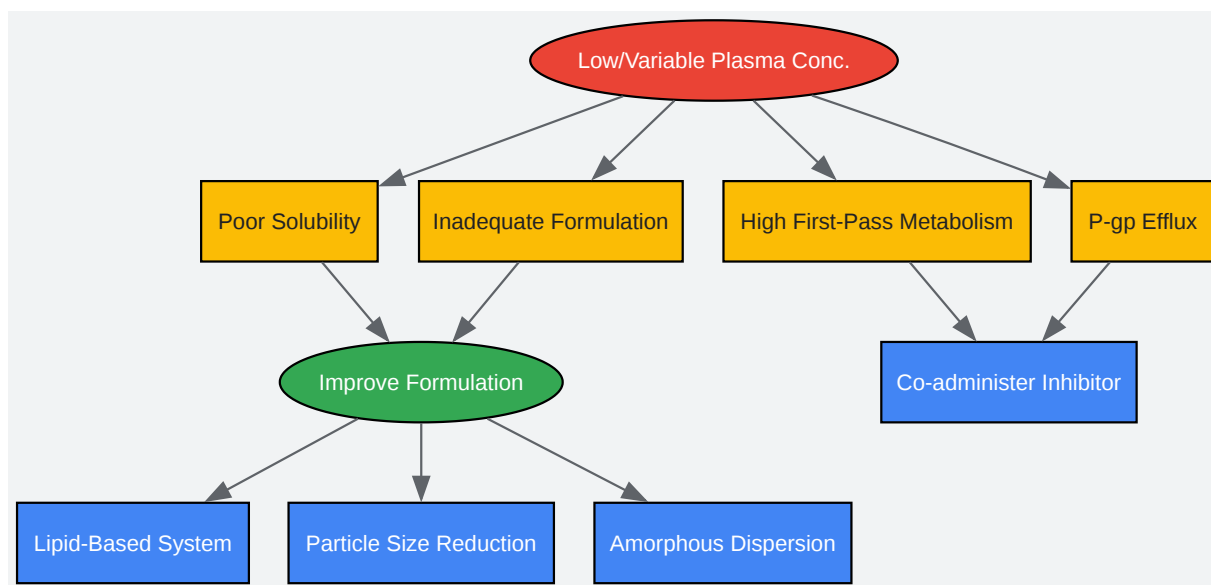 Low/Variable Plasma Conc.
Poor Solubility
Inadequate Formulation
High First-Pass Metabolism
P-gp Efflux
Improve Formulation
Co-administer Inhibitor
Lipid-Based System
Particle Size Reduction
Amorphous Dispersion